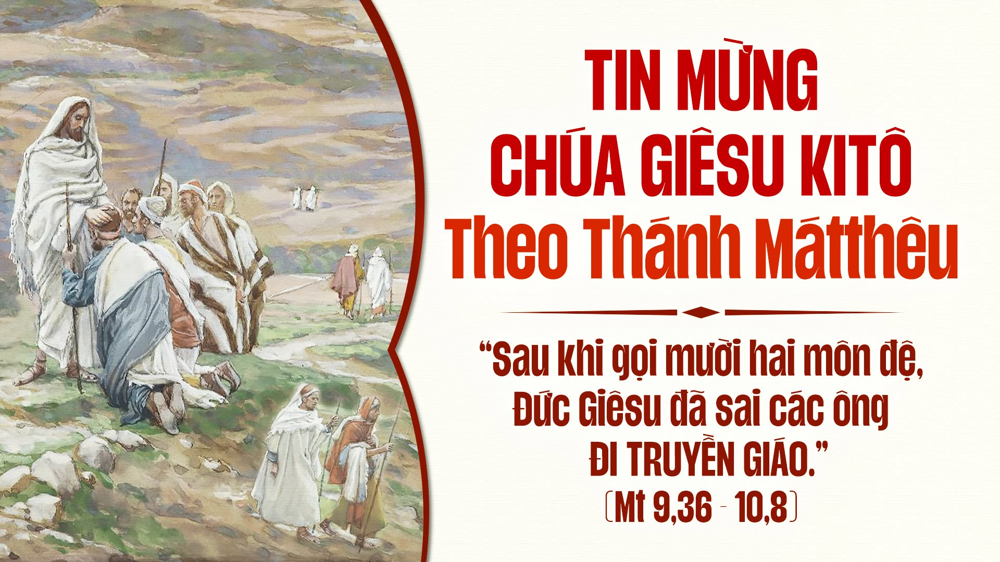 TIN MỪNG
CHÚA GIÊSU KITÔ
Theo Thánh Mátthêu
“Sau khi gọi mười hai môn đệ,
Đức Giêsu đã sai các ông
ĐI TRUYỀN GIÁO.”
(Mt 9,36 - 10,8)